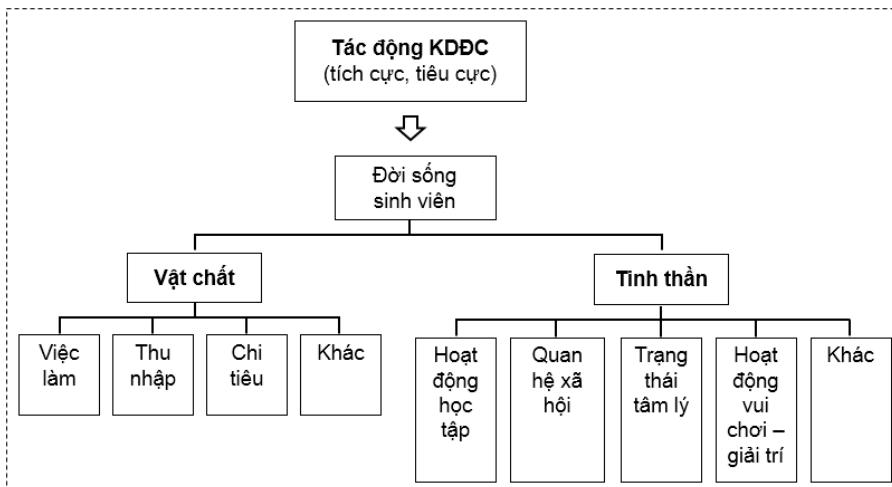 Tác động KDĐC
(tích cực, tiêu cực)
Đời sống
sinh viên
Vật chất
Tinh thần
Việc
làm
Thu
nhập
Chi
tiêu
Khác
Hoạt
động
học
tập
Quan
hệ xã
hội
Trạng
thái
tâm lý
Hoạt
động
vui
chơi –
giải trí
Khác